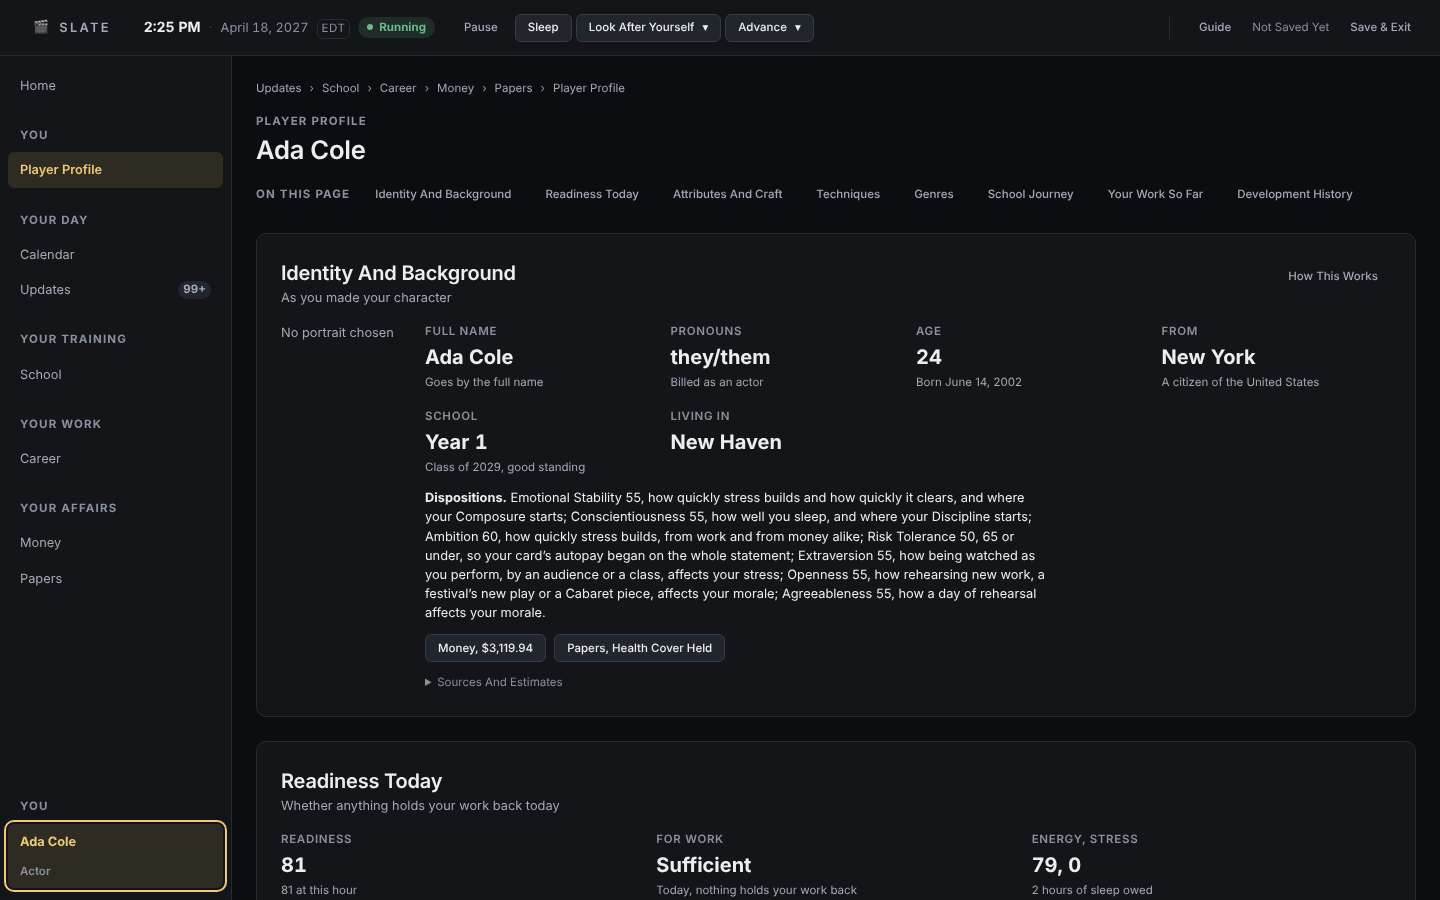 SLATE
2:25 PM · April 18, 2027 EDT Running
Pause
Sleep
Look After Yourself ▾
Advance ▾
Guide
Not Saved Yet
Save & Exit
Home
YOU
Player Profile
YOUR DAY
Calendar
Updates 99+
YOUR TRAINING
School
YOUR WORK
Career
YOUR AFFAIRS
Money
Papers
YOU
Ada Cole
Actor
Updates › School › Career › Money › Papers › Player Profile
PLAYER PROFILE
Ada Cole
ON THIS PAGE Identity And Background Readiness Today Attributes And Craft Techniques Genres School Journey Your Work So Far Development History
Identity And Background
How This Works
As you made your character
No portrait chosen
FULL NAME
Ada Cole
Goes by the full name
PRONOUNS
they/them
Billed as an actor
AGE
24
Born June 14, 2002
FROM
New York
A citizen of the United States
SCHOOL
Year 1
Class of 2029, good standing
LIVING IN
New Haven
Dispositions. Emotional Stability 55, how quickly stress builds and how quickly it clears, and where
your Composure starts; Conscientiousness 55, how well you sleep, and where your Discipline starts;
Ambition 60, how quickly stress builds, from work and from money alike; Risk Tolerance 50, 65 or
under, so your card’s autopay began on the whole statement; Extraversion 55, how being watched as
you perform, by an audience or a class, affects your stress; Openness 55, how rehearsing new work, a
festival’s new play or a Cabaret piece, affects your morale; Agreeableness 55, how a day of rehearsal
affects your morale.
Money, $3,119.94
Papers, Health Cover Held
▶ Sources And Estimates
Readiness Today
Whether anything holds your work back today
READINESS
81
81 at this hour
FOR WORK
Sufficient
Today, nothing holds your work back
ENERGY, STRESS
79, 0
2 hours of sleep owed